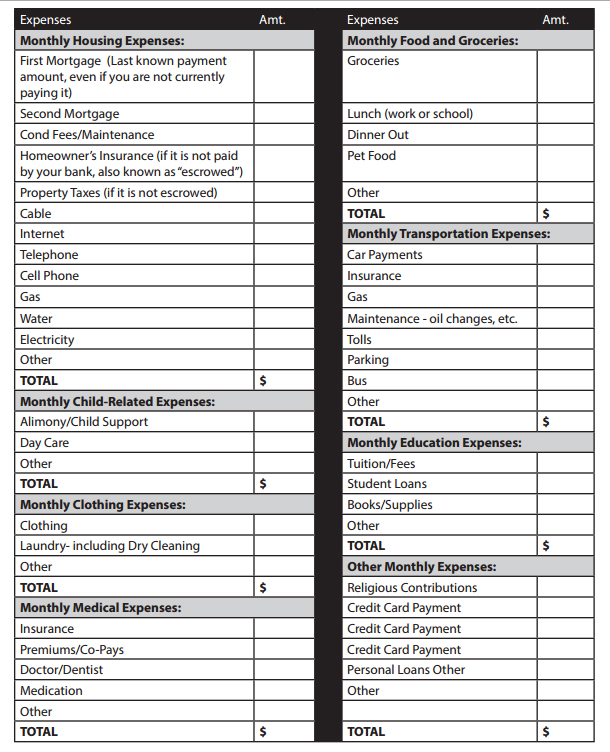 Expenses Amt.
Monthly Housing Expenses:
First Mortgage (Last known payment
amount, even if you are not currently
paying it)
Second Mortgage
Cond Fees/Maintenance
Homeowner's Insurance (if it is not paid
by your bank, also known as "escrowed")
Property Taxes (if it is not escrowed)
Cable
Internet
Telephone
Cell Phone
Gas
Water
Electricity
Other
TOTAL $
Monthly Child-Related Expenses:
Alimony/Child Support
Day Care
Other
TOTAL $
Monthly Clothing Expenses:
Clothing
Laundry- including Dry Cleaning
Other
TOTAL $
Monthly Medical Expenses:
Insurance
Premiums/Co-Pays
Doctor/Dentist
Medication
Other
TOTAL $
Expenses Amt.
Monthly Food and Groceries:
Groceries
Lunch (work or school)
Dinner Out
Pet Food
Other
TOTAL $
Monthly Transportation Expenses:
Car Payments
Insurance
Gas
Maintenance - oil changes, etc.
Tolls
Parking
Bus
Other
TOTAL $
Monthly Education Expenses:
Tuition/Fees
Student Loans
Books/Supplies
Other
TOTAL $
Other Monthly Expenses:
Religious Contributions
Credit Card Payment
Credit Card Payment
Credit Card Payment
Personal Loans Other
Other
TOTAL $